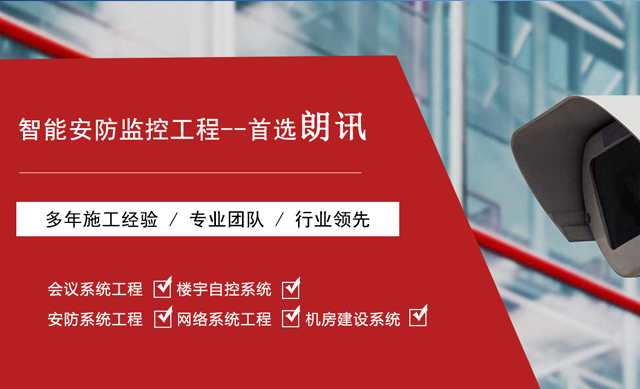 智能安防监控工程--首选朗讯
多年施工经验 / 专业团队 / 行业领先
会议系统工程 楼宇自控系统
安防系统工程 网络系统工程 机房建设系统